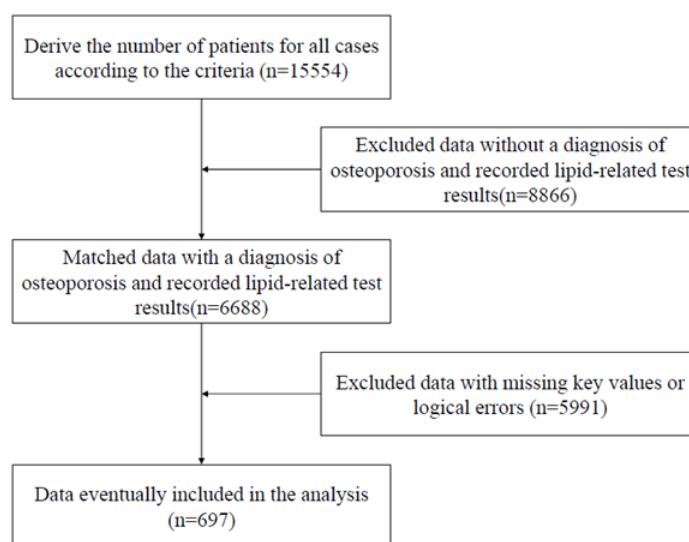 Derive the number of patients for all cases
according to the criteria (n=15554)
Excluded data without a diagnosis of
osteoporosis and recorded lipid-related test
results(n=8866)
Matched data with a diagnosis of
osteoporosis and recorded lipid-related test
results(n=6688)
Excluded data with missing key values or
logical errors (n=5991)
Data eventually included in the analysis
(n=697)